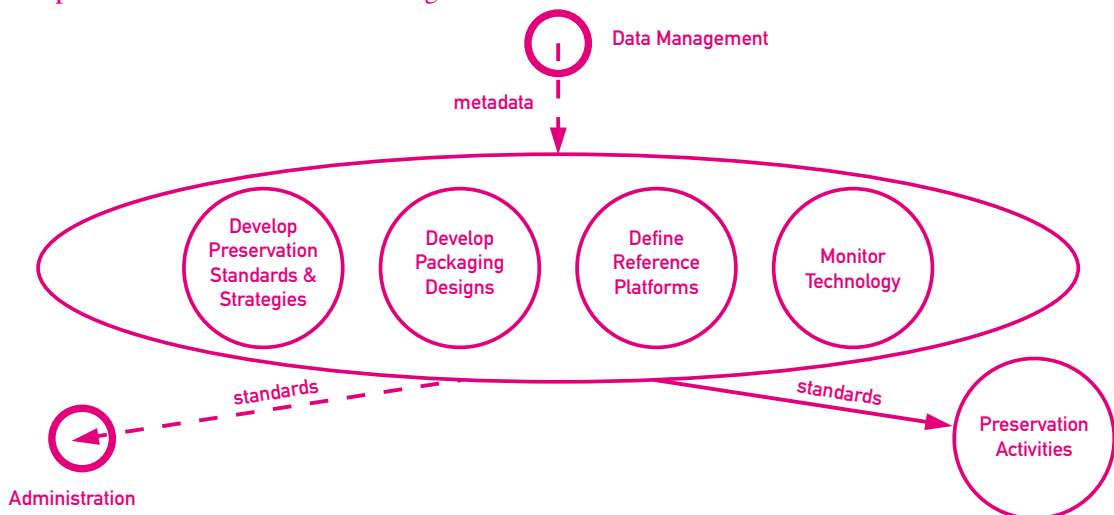 Data Management
metadata
Develop
Preservation
Standards &
Strategies
Develop
Packaging
Designs
Define
Reference
Platforms
Monitor
Technology
standards
standards
Preservation
Activities
Administration